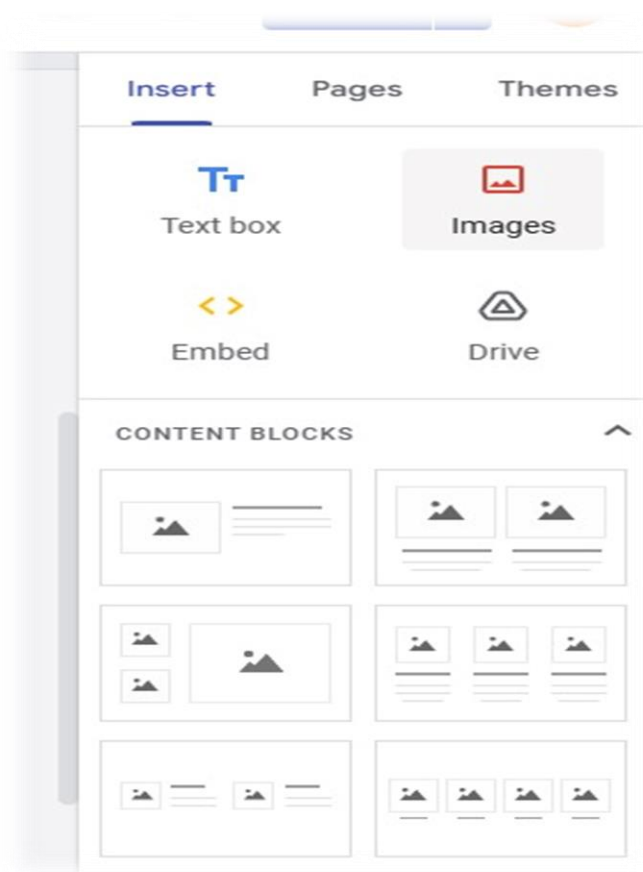 Insert Pages Themes
Text box Images
Embed Drive
CONTENT BLOCKS